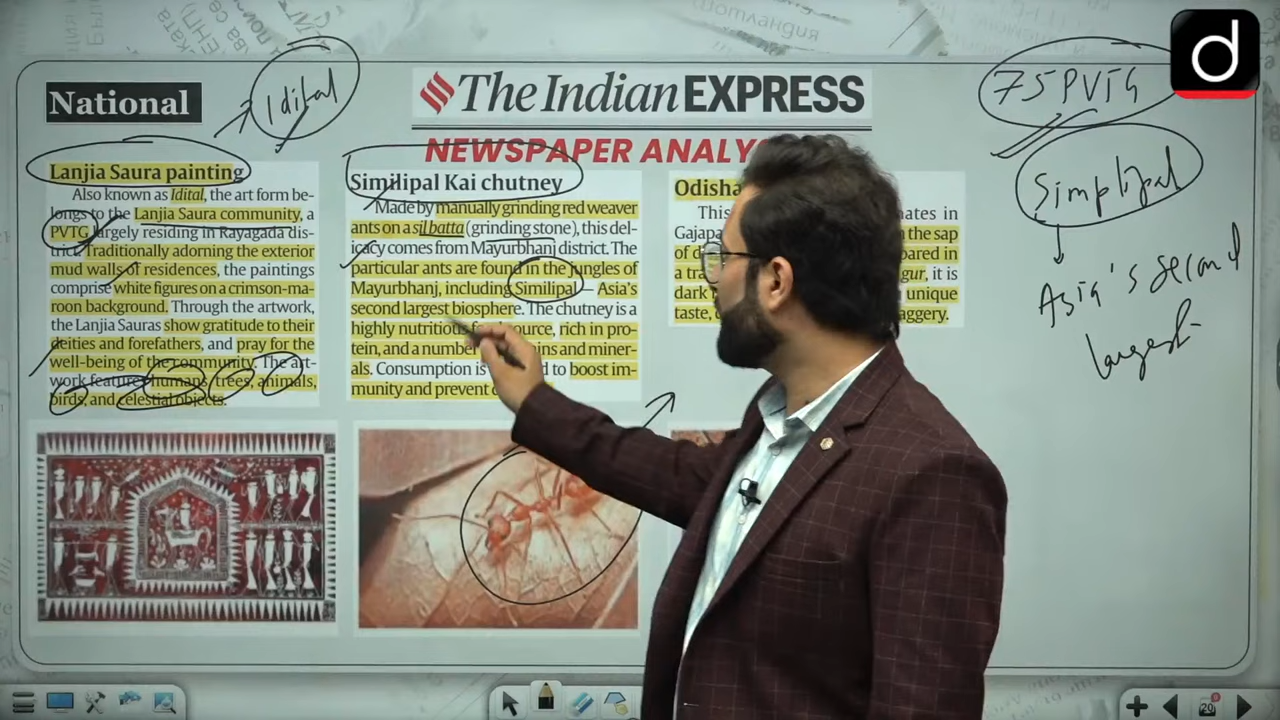 National
Idital
The Indian EXPRESS
NEWSPAPER ANALY
75 PVTG
d
Simplipal
Asia's second
largest
Lanjia Saura painting
Also known as Idital, the art form be-
longs to the Lanjia Saura community, a
PVTG largely residing in Rayagada dis-
trict. Traditionally adorning the exterior
mud walls of residences, the paintings
comprise white figures on a crimson-ma-
roon background. Through the artwork,
the Lanjia Sauras show gratitude to their
deities and forefathers, and pray for the
well-being of the community. The art-
work features humans, trees, animals,
birds, and celestial objects.
Similipal Kai chutney
Made by manually grinding red weaver
ants on a silbatta (grinding stone), this del-
icacy comes from Mayurbhanj district. The
particular ants are found in the jungles of
Mayurbhanj, including Similipal – Asia's
second largest biosphere. The chutney is a
highly nutritious source, rich in pro-
tein, and a number and miner-
als. Consumption is to boost im-
munity and prevent
Odisha
This nates in
Gajapa the sap
of d pared in
a tra gur, it is
dark unique
taste, aggery.
20